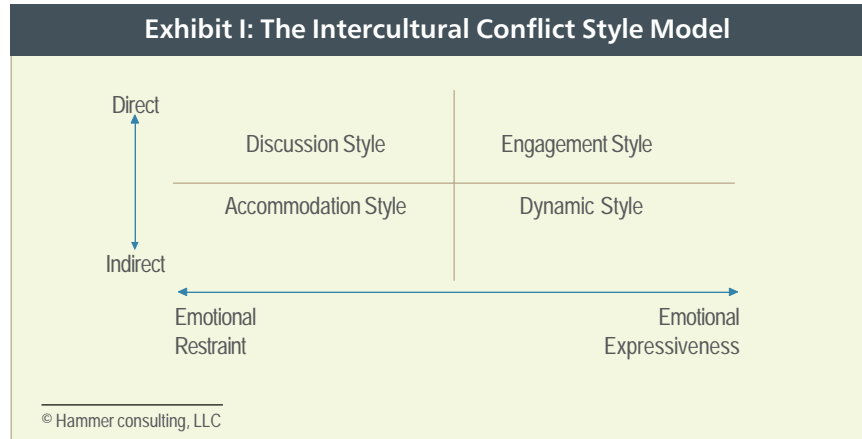 Exhibit I: The Intercultural Conflict Style Model
Direct
Discussion Style
Engagement Style
Accommodation Style
Dynamic Style
Indirect
Emotional
Restraint
Emotional
Expressiveness
© Hammer consulting, LLC